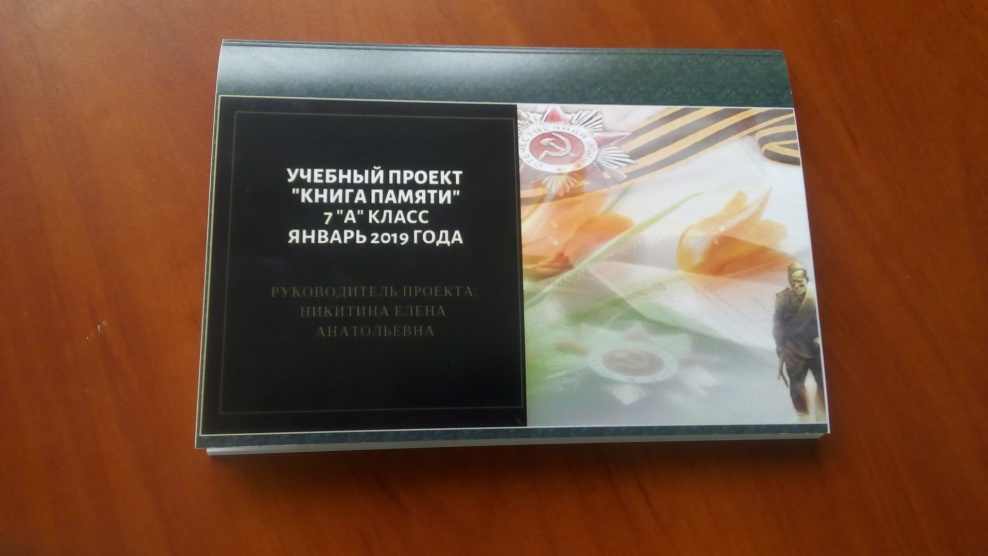 УЧЕБНЫЙ ПРОЕКТ
"КНИГА ПАМЯТИ"
7 "А" КЛАСС
ЯНВАРЬ 2019 ГОДА
РУКОВОДИТЕЛЬ ПРОЕКТА:
НИКИТИНА ЕЛЕНА
АНАТОЛЬЕВНА